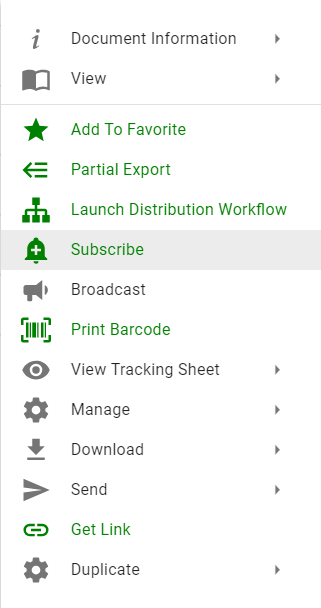 Document Information
View
Add To Favorite
Partial Export
Launch Distribution Workflow
Subscribe
Broadcast
Print Barcode
View Tracking Sheet
Manage
Download
Send
Get Link
Duplicate